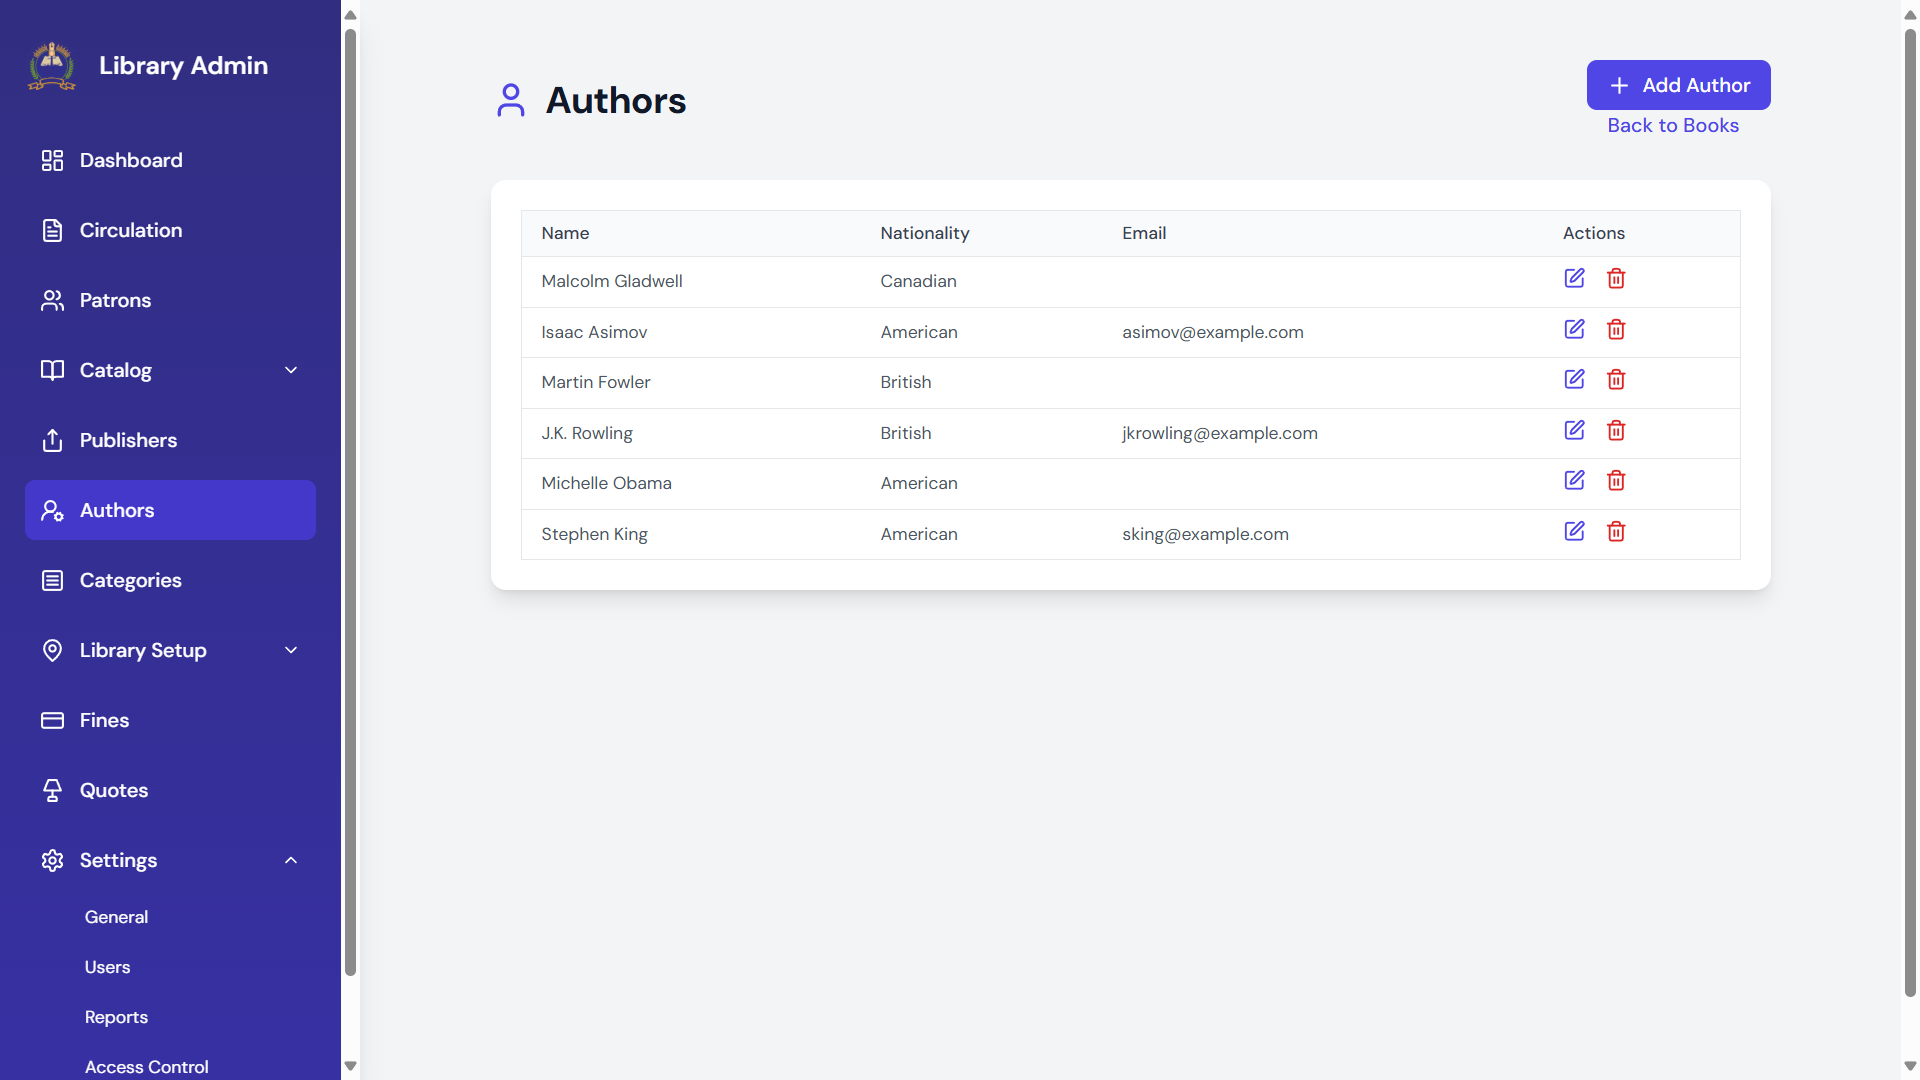 Library Admin
Dashboard
Circulation
Patrons
Catalog
Publishers
Authors
Categories
Library Setup
Fines
Quotes
Settings
General
Users
Reports
Access Control
Authors
Add Author
Back to Books
Name Nationality Email Actions
Malcolm Gladwell Canadian
Isaac Asimov American asimov@example.com
Martin Fowler British
J.K. Rowling British jkrowling@example.com
Michelle Obama American
Stephen King American sking@example.com